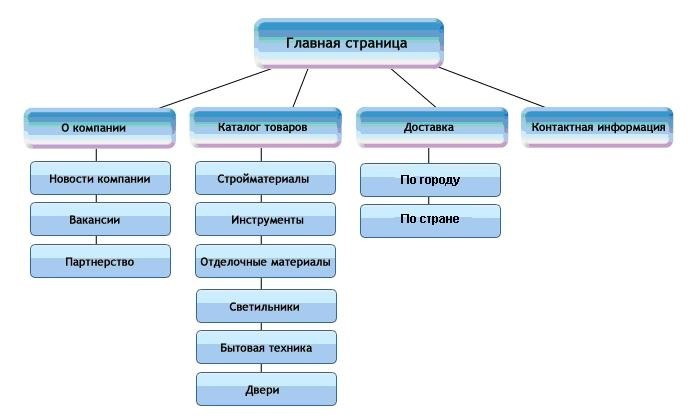 Главная страница
О компании
Каталог товаров
Доставка
Контактная информация
Новости компании
Вакансии
Партнерство
Стройматериалы
Инструменты
Отделочные материалы
Светильники
Бытовая техника
Двери
По городу
По стране